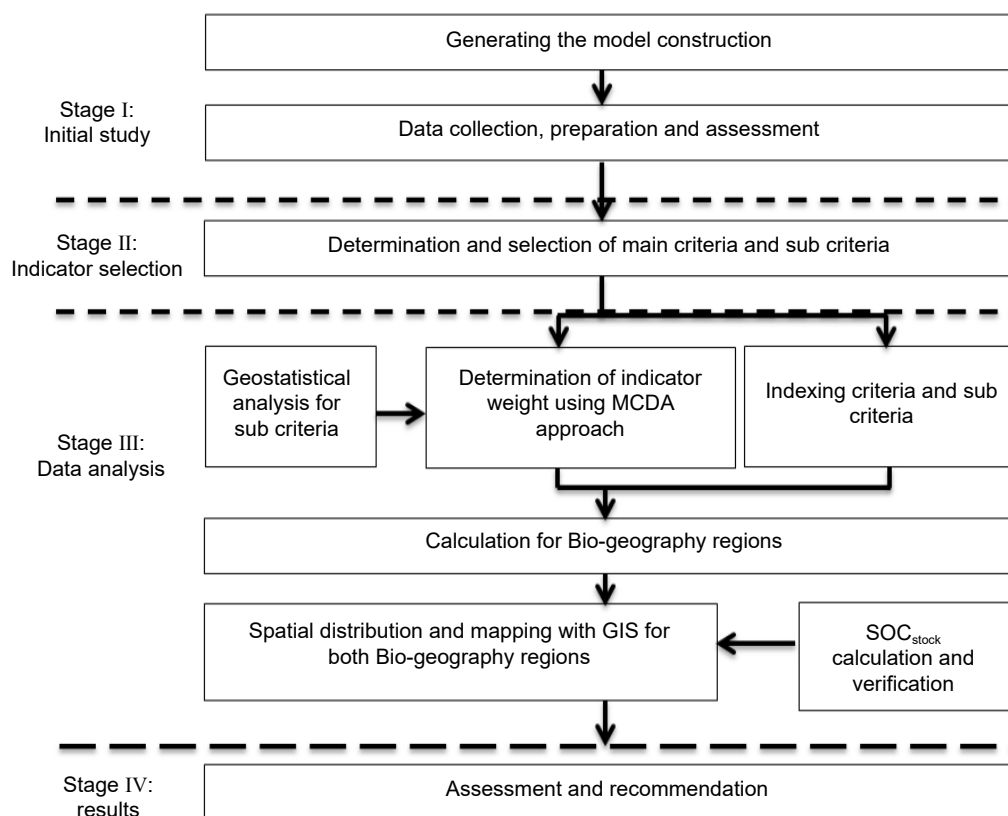 Generating the model construction
Stage I:
Initial study
Data collection, preparation and assessment
Stage II:
Indicator selection
Determination and selection of main criteria and sub criteria
Stage III:
Data analysis
Geostatistical
analysis for
sub criteria
Determination of indicator
weight using MCDA
approach
Indexing criteria and sub
criteria
Calculation for Bio-geography regions
Spatial distribution and mapping with GIS for
both Bio-geography regions
SOCstock
calculation and
verification
Stage IV:
results
Assessment and recommendation